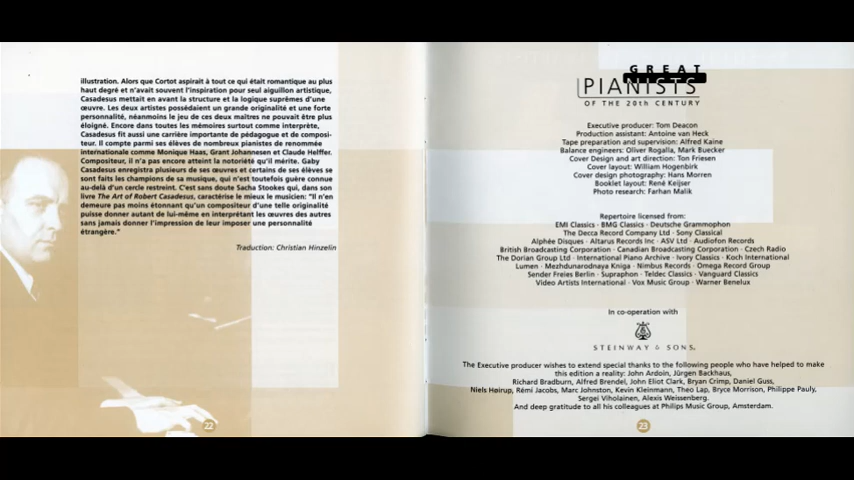 illustration. Alors que Cortot aspirait à tout ce qui était romantique au plus
haut degré et n'avait souvent l'inspiration pour seul aiguillon artistique,
Casadesus mettait en avant la structure et la logique suprêmes d'une
œuvre. Les deux artistes possédaient un grande originalité et une forte
personnalité, néanmoins le jeu de ces deux maîtres ne pouvait être plus
éloigné. Encore dans toutes les mémoires surtout comme interprète,
Casadesus fit aussi une carrière importante de pédagogue et de composi-
teur. Il compte parmi ses élèves de nombreux pianistes de renommée
internationale comme Monique Haas, Grant Johannesen et Claude Helffer.
Compositeur, il n'a pas encore atteint la notoriété qu'il mérite. Gaby
Casadesus enregistra plusieurs de ses œuvres et certains de ses élèves se
sont faits les champions de sa musique, qui n'est toutefois guère connue
au-delà d'un cercle restreint. C'est sans doute Sacha Stookes qui, dans son
livre The Art of Robert Casadesus, caractérise le mieux le musicien: "Il n'en
demeure pas moins étonnant qu'un compositeur d'une telle originalité
puisse donner autant de lui-même en interprétant les œuvres des autres
sans jamais donner l'impression de leur imposer une personnalité
étrangère."
Traduction: Christian Hinzelin
22
GREAT
PIANISTS
OF THE 20th CENTURY
Executive producer: Tom Deacon
Production assistant: Antoine van Heck
Tape preparation and supervision: Alfred Kaine
Balance engineers: Oliver Rogalla, Mark Buecker
Cover Design and art direction: Ton Friesen
Cover layout: William Hogenbirk
Cover design photography: Hans Morren
Booklet layout: René Keijser
Photo research: Farhan Malik
Repertoire licensed from:
EMI Classics · BMG Classics · Deutsche Grammophon
The Decca Record Company Ltd · Sony Classical
Alphée Disques · Altarus Records Inc · ASV Ltd · Audiofon Records
British Broadcasting Corporation · Canadian Broadcasting Corporation · Czech Radio
The Dorian Group Ltd · International Piano Archive · Ivory Classics · Koch International
Lumen · Mezhdunarodnaya Kniga · Nimbus Records · Omega Record Group
Sender Freies Berlin · Supraphon · Teldec Classics · Vanguard Classics
Video Artists International · Vox Music Group · Warner Benelux
In co-operation with
STEINWAY & SONS.
The Executive producer wishes to extend special thanks to the following people who have helped to make
this edition a reality: John Ardoin, Jürgen Backhaus,
Richard Bradburn, Alfred Brendel, John Eliot Clark, Bryan Crimp, Daniel Guss,
Niels Høirup, Rémi Jacobs, Marc Johnston, Kevin Kleinmann, Theo Lap, Bryce Morrison, Philippe Pauly,
Sergei Viholainen, Alexis Weissenberg.
And deep gratitude to all his colleagues at Philips Music Group, Amsterdam.
23